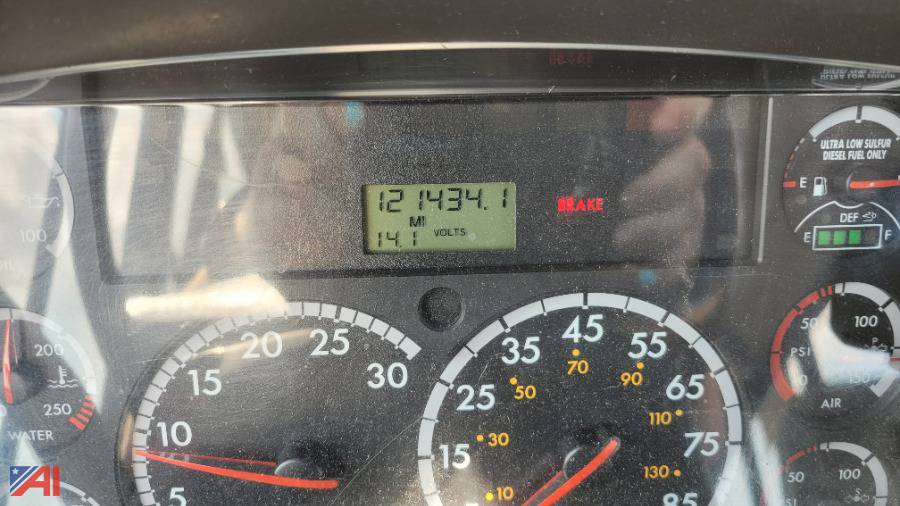 BRAKE
ULTRA LOW SULFUR
DIESEL FUEL ONLY
121434.1
MI
14.1 VOLTS
BRAKE
E
DEF
E F
100
200
250
WATER
5
10
15
20
25
30
15
25
35
45
55
65
75
85
10
30
50
70
90
110
130
50
100
150
PSI
AIR
50
100
AI